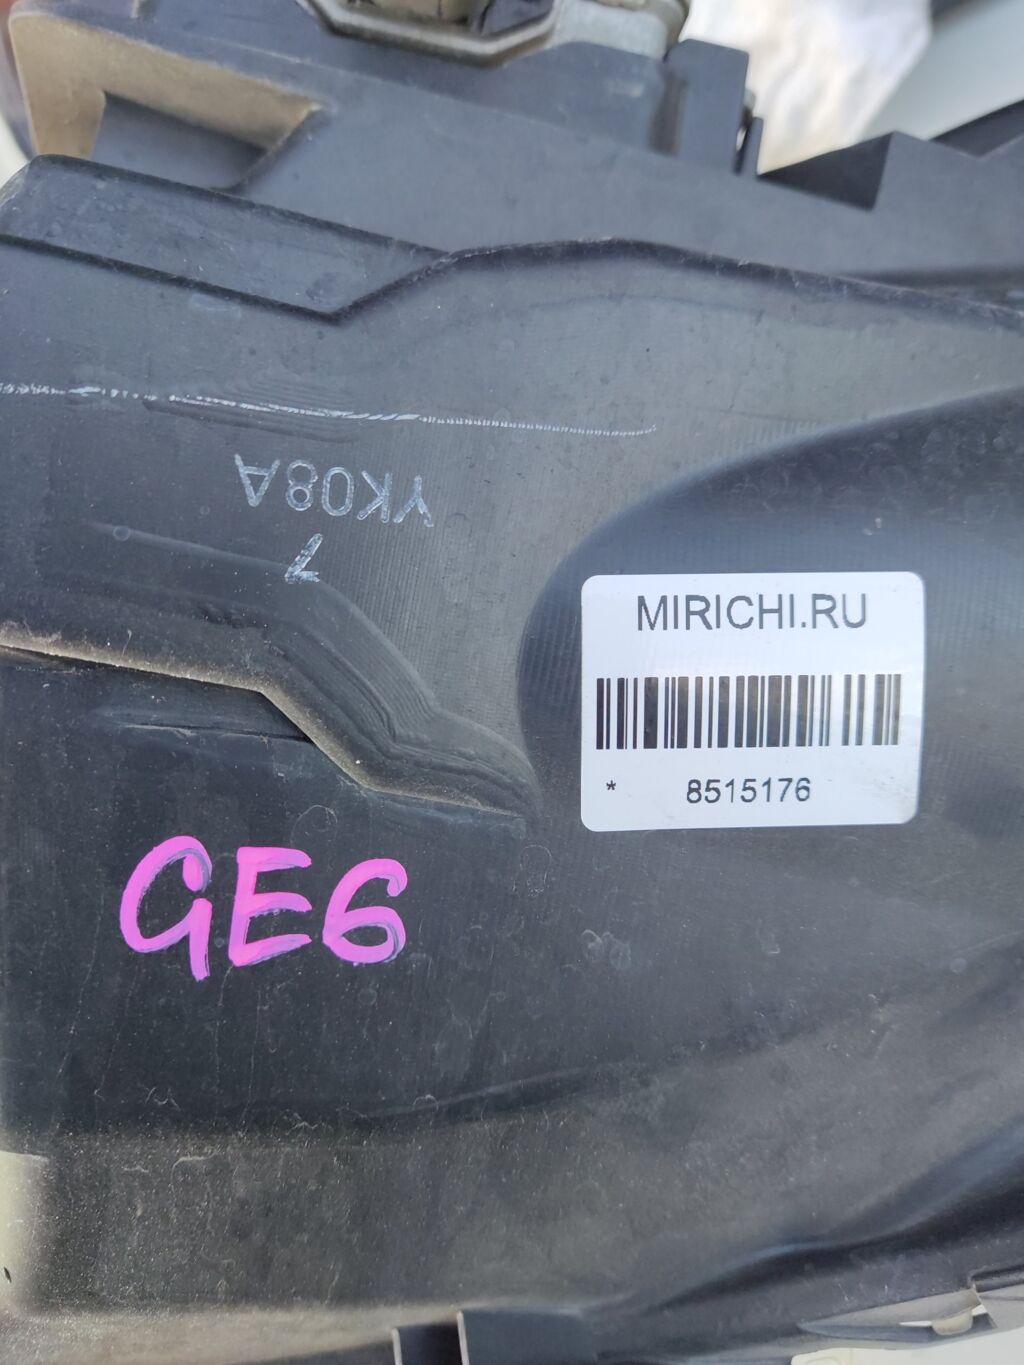 YK08A
7
MIRICHI.RU
* 8515176
GE6